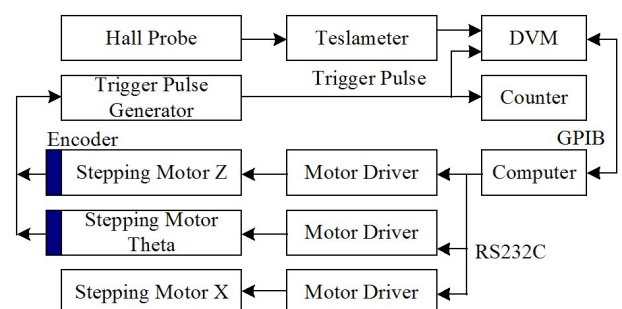 Hall Probe
Teslameter
DVM
Trigger Pulse
Generator
Trigger Pulse
Counter
Encoder
GPIB
Stepping Motor Z
Motor Driver
Computer
Stepping Motor
Theta
Motor Driver
RS232C
Stepping Motor X
Motor Driver